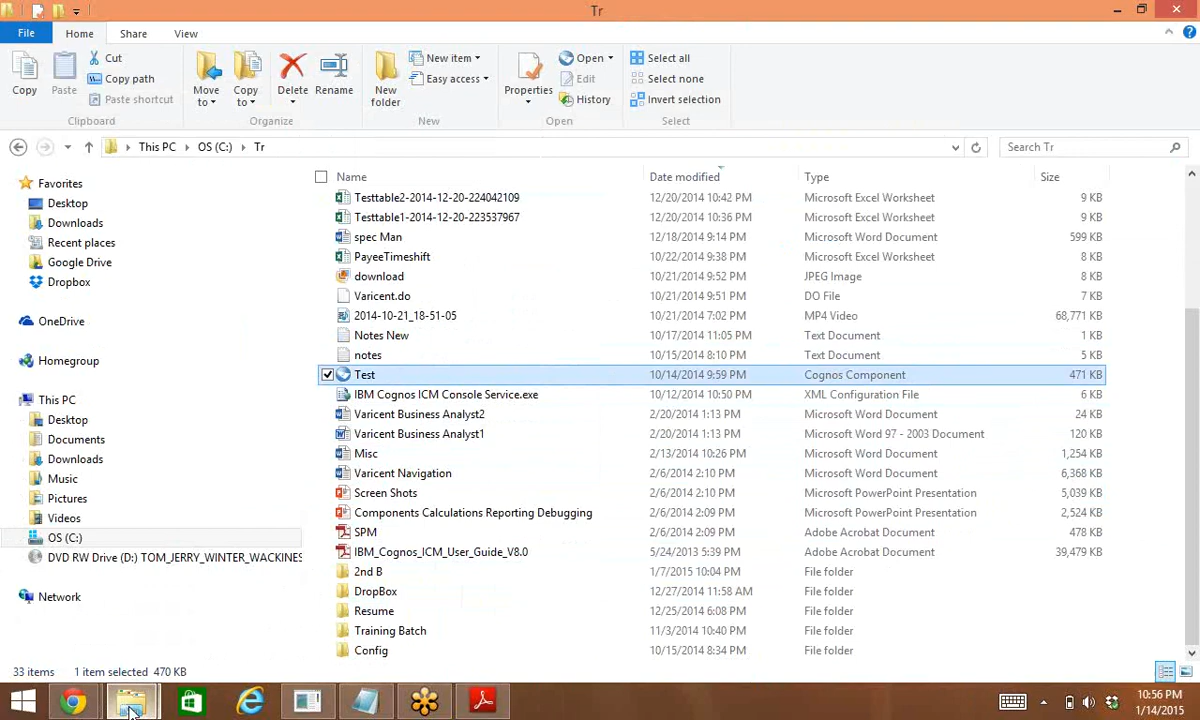 Tr
File
Home
Share
View
Copy
Paste
Cut
Copy path
Paste shortcut
Clipboard
Move to
Copy to
Delete
Rename
Organize
New folder
New item
Easy access
New
Properties
Open
Edit
History
Open
Select all
Select none
Invert selection
Select
This PC
OS (C:)
Tr
Search Tr
Name
Date modified
Type
Size
Testtable2-2014-12-20-224042109 12/20/2014 10:42 PM Microsoft Excel Worksheet 9 KB
Testtable1-2014-12-20-223537967 12/20/2014 10:36 PM Microsoft Excel Worksheet 9 KB
spec Man 12/18/2014 9:14 PM Microsoft Word Document 599 KB
PayeeTimeshift 10/22/2014 9:38 PM Microsoft Excel Worksheet 8 KB
download 10/21/2014 9:52 PM JPEG Image 8 KB
Varicent.do 10/21/2014 9:51 PM DO File 7 KB
2014-10-21_18-51-05 10/21/2014 7:02 PM MP4 Video 68,771 KB
Notes New 10/17/2014 11:05 PM Text Document 1 KB
notes 10/15/2014 8:10 PM Text Document 5 KB
Test 10/14/2014 9:59 PM Cognos Component 471 KB
IBM Cognos ICM Console Service.exe 10/12/2014 10:50 PM XML Configuration File 6 KB
Varicent Business Analyst2 2/20/2014 1:13 PM Microsoft Word Document 24 KB
Varicent Business Analyst1 2/20/2014 1:13 PM Microsoft Word 97 - 2003 Document 120 KB
Misc 2/13/2014 10:26 PM Microsoft Word Document 1,254 KB
Varicent Navigation 2/6/2014 2:10 PM Microsoft Word Document 6,368 KB
Screen Shots 2/6/2014 2:10 PM Microsoft PowerPoint Presentation 5,039 KB
Components Calculations Reporting Debugging 2/6/2014 2:09 PM Microsoft PowerPoint Presentation 2,524 KB
SPM 2/6/2014 2:09 PM Adobe Acrobat Document 478 KB
IBM_Cognos_ICM_User_Guide_V8.0 5/24/2013 5:39 PM Adobe Acrobat Document 39,479 KB
2nd B 1/7/2015 10:04 PM File folder
DropBox 12/27/2014 11:58 AM File folder
Resume 12/25/2014 6:08 PM File folder
Training Batch 11/3/2014 10:40 PM File folder
Config 10/15/2014 8:34 PM File folder
Favorites
Desktop
Downloads
Recent places
Google Drive
Dropbox
OneDrive
Homegroup
This PC
Desktop
Documents
Downloads
Music
Pictures
Videos
OS (C:)
DVD RW Drive (D:) TOM_JERRY_WINTER_WACKINES
Network
33 items 1 item selected 470 KB
10:56 PM
1/14/2015